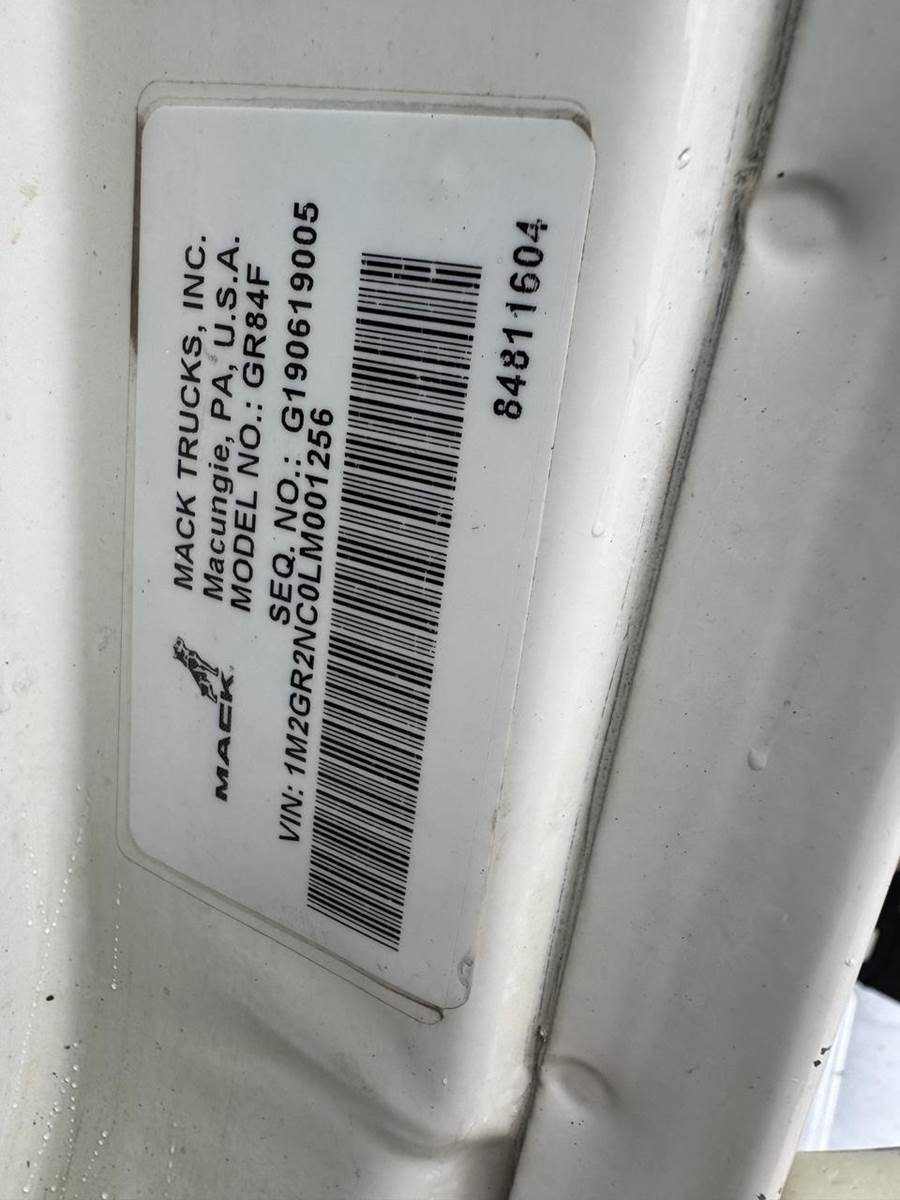 MACK
MACK TRUCKS, INC.
Macungie, PA, U.S.A.
MODEL NO.: GR84F
SEQ. NO.: G190619005
VIN: 1M2GR2NC0LM001256
84811604